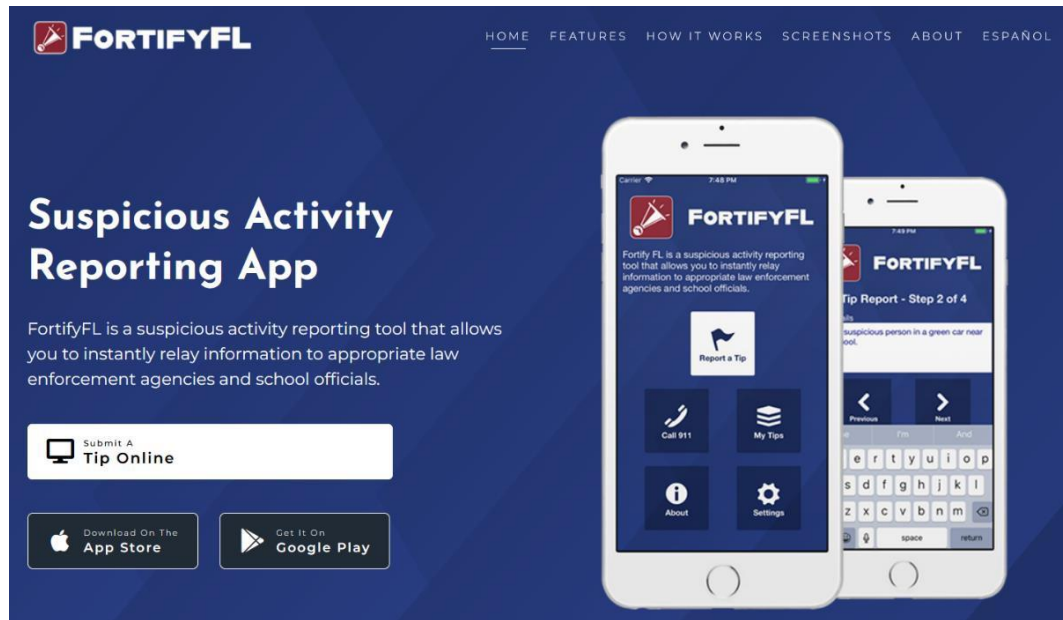 FORTIFYFL
HOME FEATURES HOW IT WORKS SCREENSHOTS ABOUT ESPAÑOL
Suspicious Activity
Reporting App
FortifyFL is a suspicious activity reporting tool that allows
you to instantly relay information to appropriate law
enforcement agencies and school officials.
Submit A
Tip Online
Download On The
App Store
Get It On
Google Play
Carrier 7:48 PM
FORTIFYFL
Fortify FL is a suspicious activity reporting
tool that allows you to instantly relay
information to appropriate law enforcement
agencies and school officials.
Report a Tip
Call 911 My Tips
About Settings
7:49 PM
FORTIFYFL
Tip Report - Step 2 of 4
suspicious person in a green car near
Previous Next
I'm And
e r t y u i o p
s d f g h j k l
z x c v b n m
space return